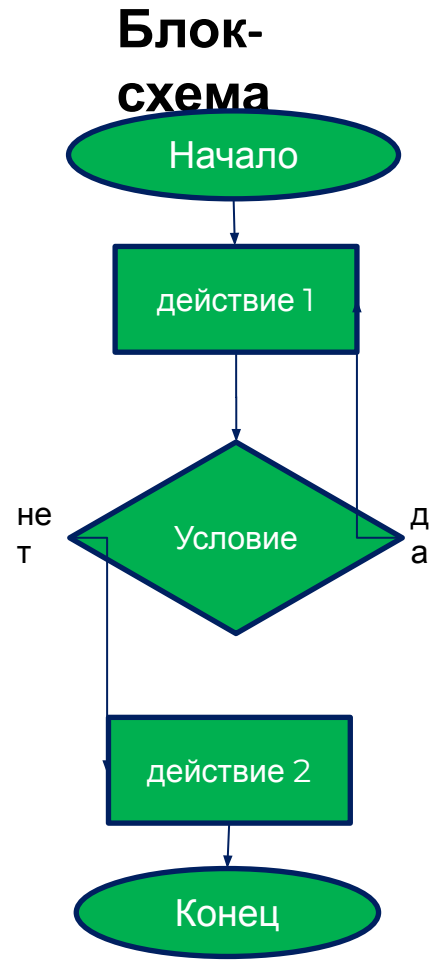 Блок-
схема
Начало
действие 1
Условие
не
т
д
а
действие 2
Конец